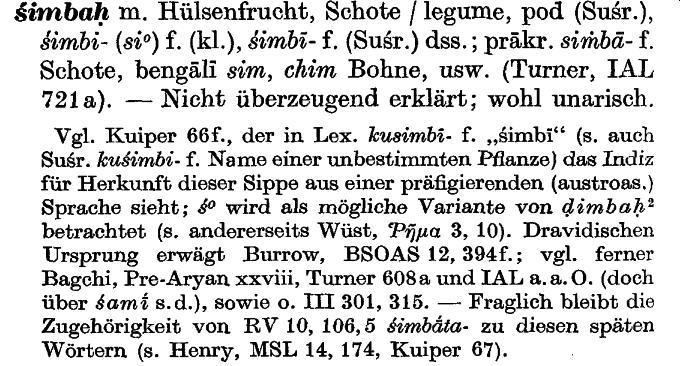 śimbaḥ m. Hülsenfrucht, Schote / legume, pod (Suśr.),
śimbi- (si°) f. (kl.), śimbī- f. (Suśr.) dss.; prākr. siṁbā- f.
Schote, bengālī sim, chim Bohne, usw. (Turner, IAL
721a). — Nicht überzeugend erklärt; wohl unarisch.
Vgl. Kuiper 66f., der in Lex. kusimbī- f. „śimbī“ (s. auch
Suśr. kuśimbi- f. Name einer unbestimmten Pflanze) das Indiz
für Herkunft dieser Sippe aus einer präfigierenden (austroas.)
Sprache sieht; ś° wird als mögliche Variante von ḍimbaḥ²
betrachtet (s. andererseits Wüst, Ῥῆμα 3, 10). Dravidischen
Ursprung erwägt Burrow, BSOAS 12, 394f.; vgl. ferner
Bagchi, Pre-Aryan xxviii, Turner 608a und IAL a. a. O. (doch
über śamī́ s. d.), sowie o. III 301, 315. — Fraglich bleibt die
Zugehörigkeit von RV 10, 106, 5 śimbā́ta- zu diesen späten
Wörtern (s. Henry, MSL 14, 174, Kuiper 67).